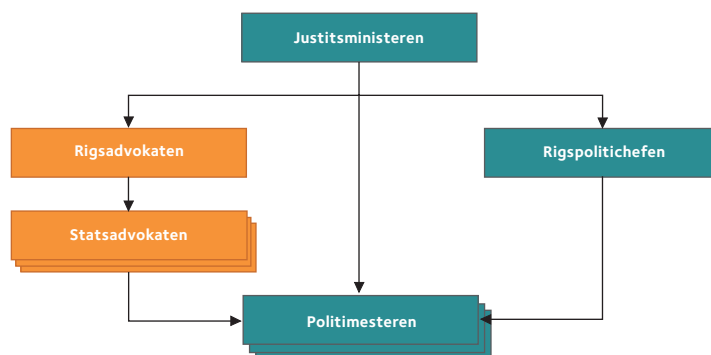 Justitsministeren
Rigsadvokaten
Rigspolitichefen
Statsadvokaten
Politimesteren